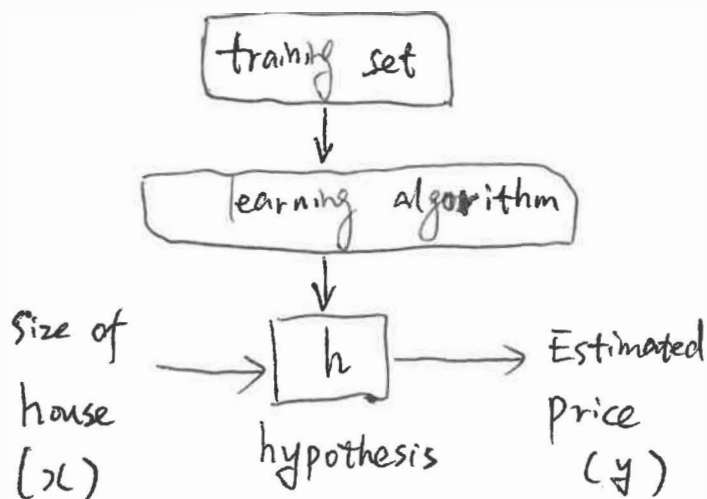 training set
learning algorithm
size of
house
(x)
h
hypothesis
Estimated
price
(y)